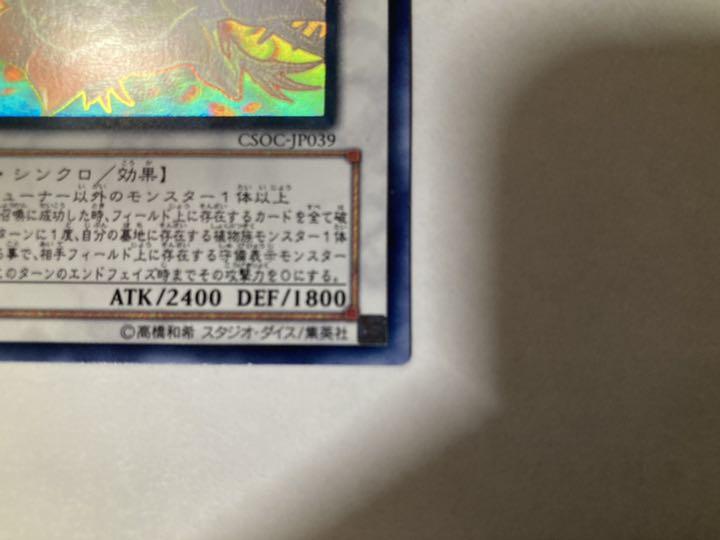 CSOC-JP039
・シンクロ/効果】
ューナー以外のモンスター1体以上
召喚に成功した時、フィールド上に存在するカードを全て破
ターンに1度、自分の墓地に存在する植物族モンスター1体
る事で、相手フィールド上に存在する守備表示モンスター
このターンのエンドフェイズ時までその攻撃力を0にする。
ATK/2400 DEF/1800
©高橋和希 スタジオ・ダイス/集英社